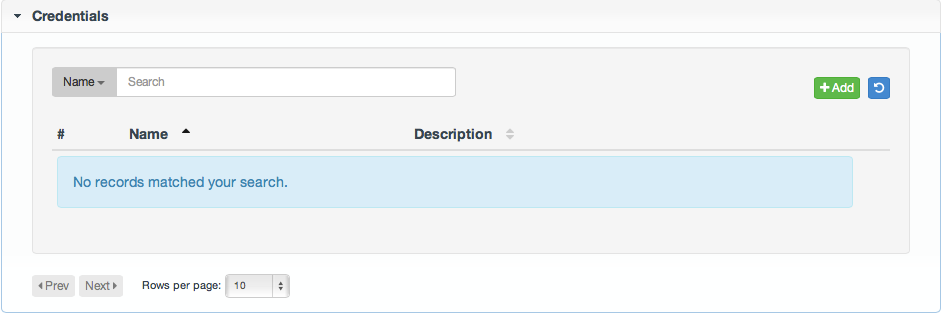 Credentials
Name Search
Add
# Name Description
No records matched your search.
Prev Next Rows per page: 10